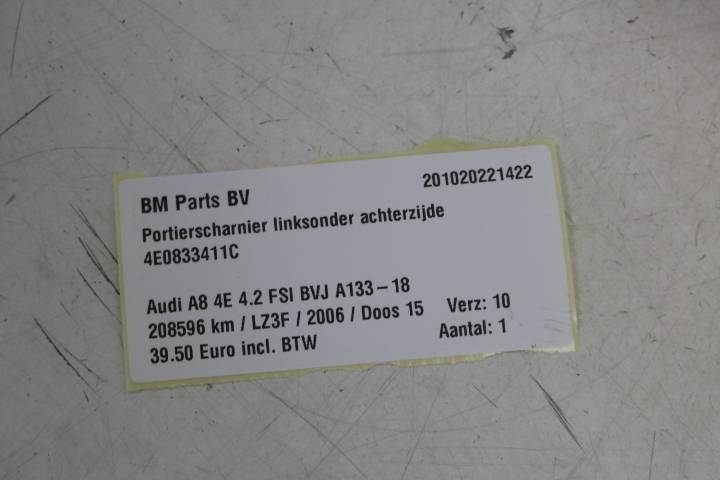 BM Parts BV 201020221422
Portierscharnier linksonder achterzijde
4E0833411C
Audi A8 4E 4.2 FSI BVJ A133-18
208596 km / LZ3F / 2006 / Doos 15 Verz: 10
39.50 Euro incl. BTW Aantal: 1